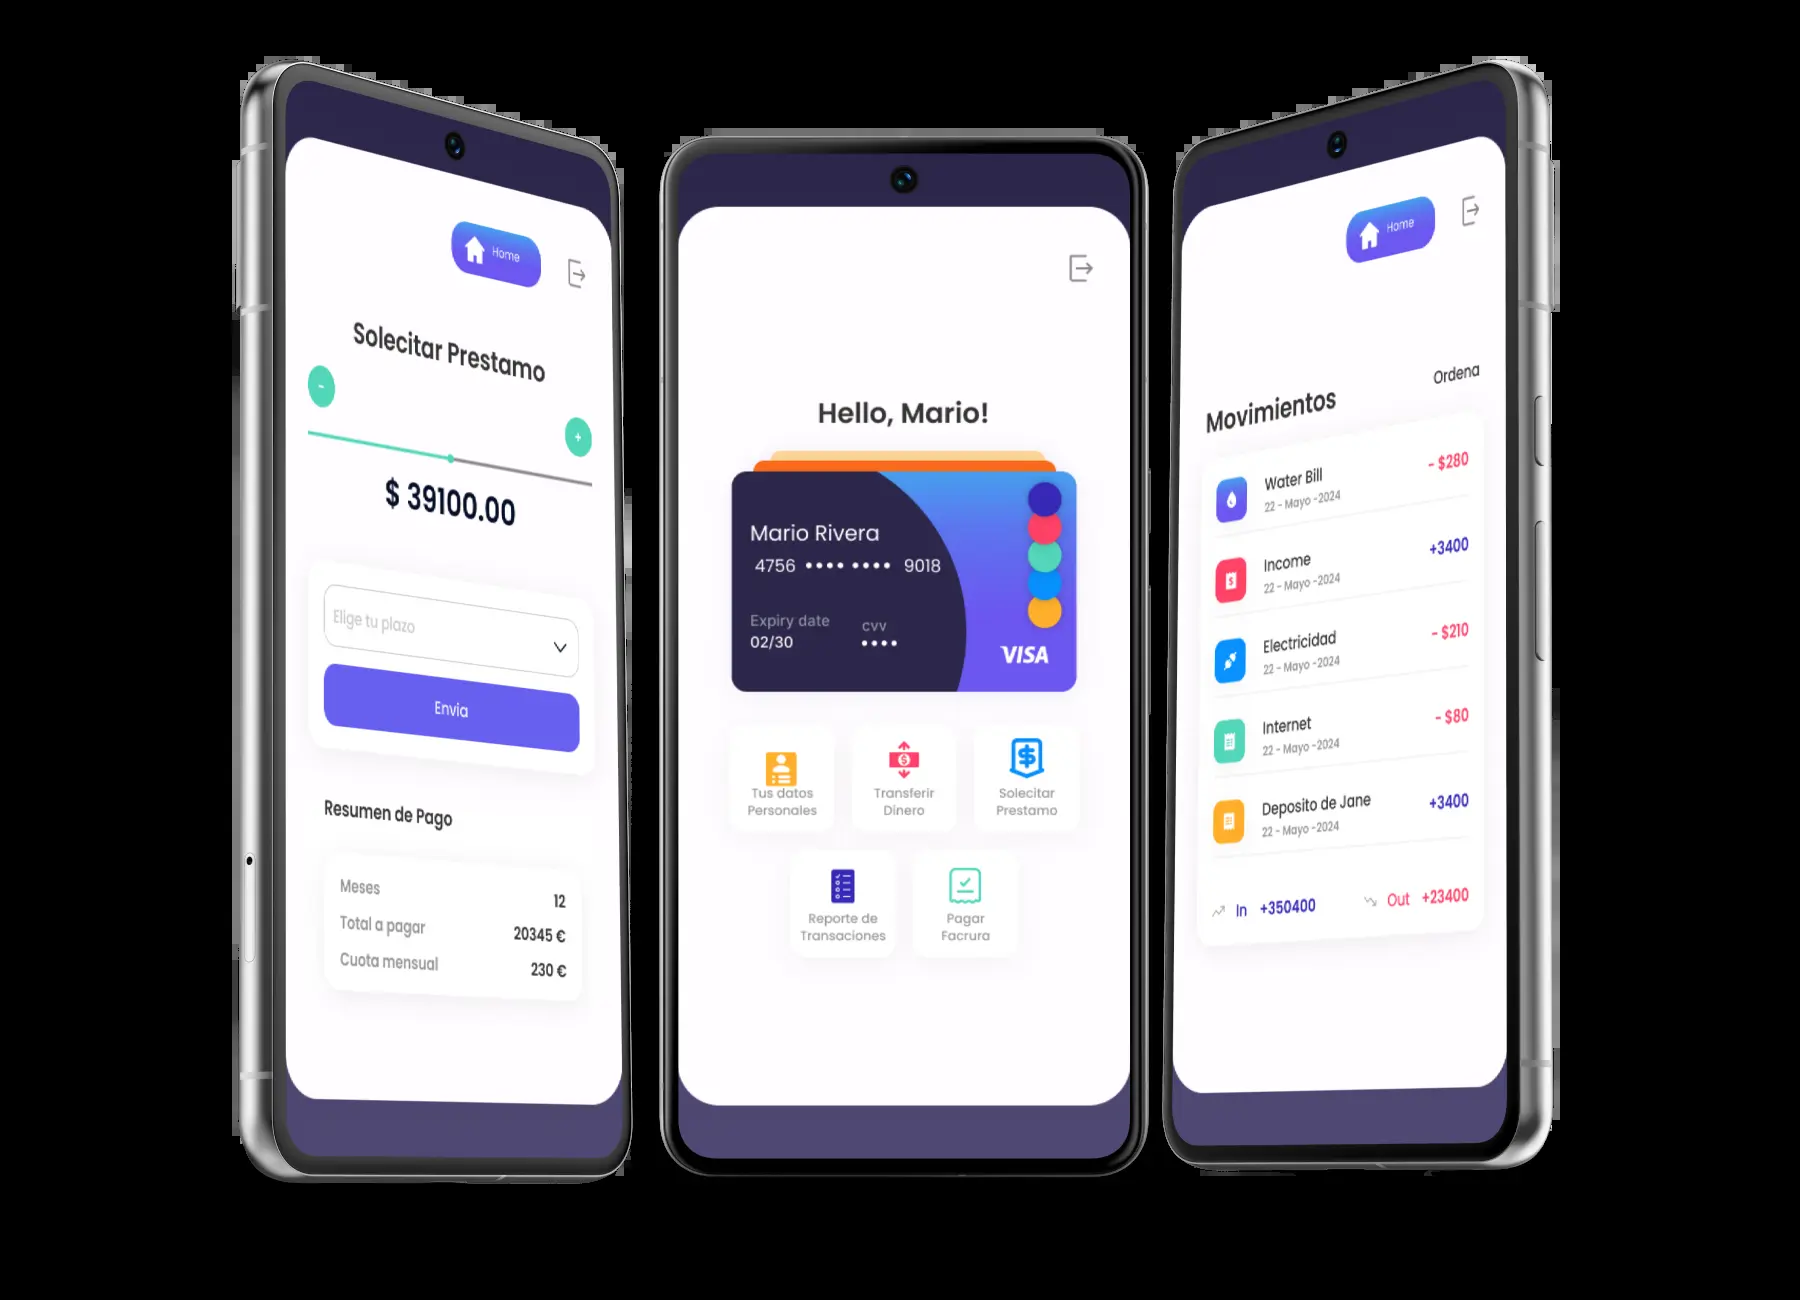 Home
Solecitar Prestamo
-
+
$ 39100.00
Elige tu plazo
Envia
Resumen de Pago
Meses 12
Total a pagar 20345 €
Cuota mensual 230 €
Hello, Mario!
Mario Rivera
4756 •••• •••• 9018
Expiry date CVV
02/30 ••••
VISA
Tus datos
Personales
Transferir
Dinero
Solecitar
Prestamo
Reporte de
Transaciones
Pagar
Facrura
Home
Ordena
Movimientos
Water Bill - $280
22 - Mayo -2024
Income +3400
22 - Mayo -2024
Electricidad - $210
22 - Mayo -2024
Internet - $80
22 - Mayo -2024
Deposito de Jane +3400
22 - Mayo -2024
In +350400 Out +23400